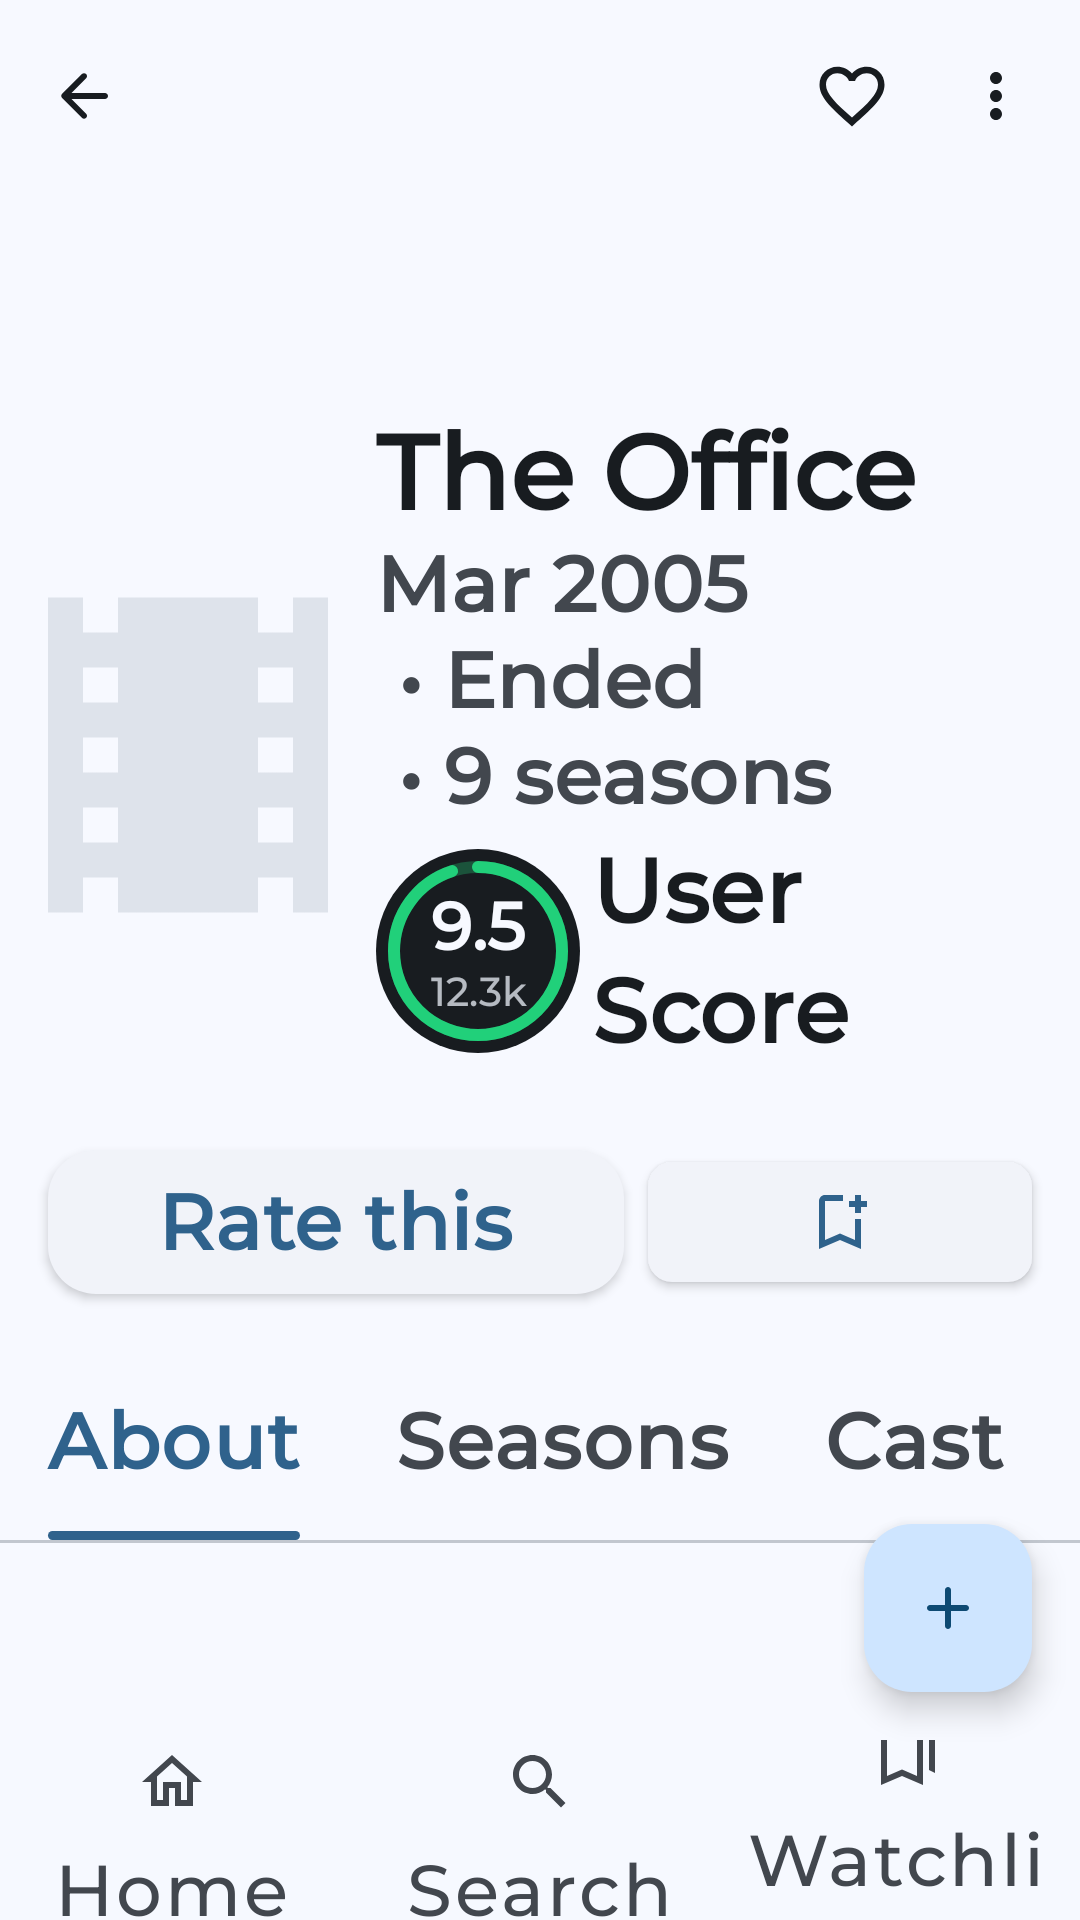 The Office
Mar 2005
• Ended
• 9 seasons
9.5
12.3k
User
Score
Rate this
About Seasons Cast
Home Search Watchli